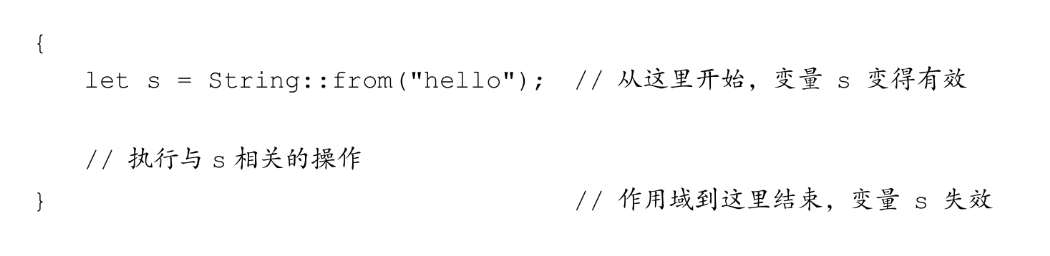 {
    let s = String::from("hello");  // 从这里开始，变量 s 变得有效
    // 执行与 s 相关的操作
}                                   // 作用域到这里结束，变量 s 失效